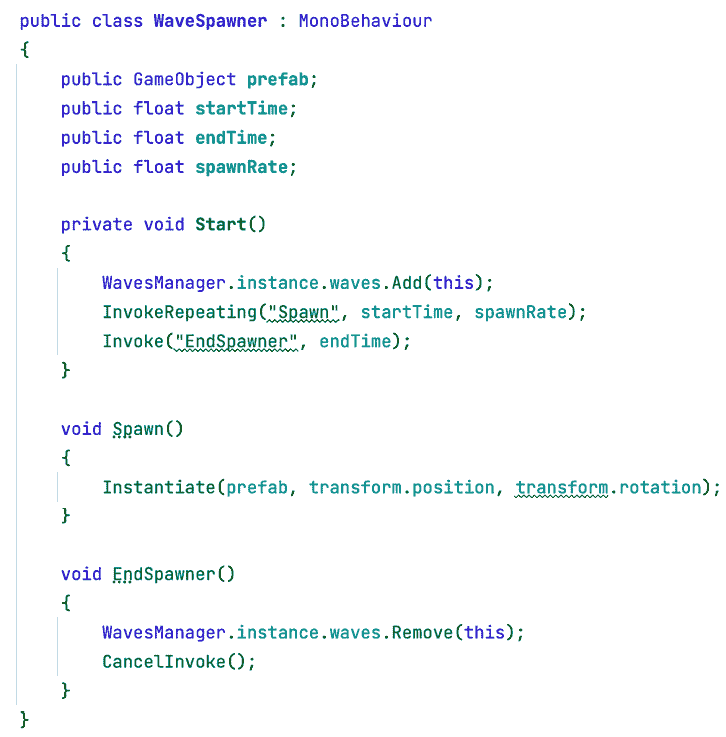 public class WaveSpawner : MonoBehaviour
{
    public GameObject prefab;
    public float startTime;
    public float endTime;
    public float spawnRate;

    private void Start()
    {
        WavesManager.instance.waves.Add(this);
        InvokeRepeating("Spawn", startTime, spawnRate);
        Invoke("EndSpawner", endTime);
    }

    void Spawn()
    {
        Instantiate(prefab, transform.position, transform.rotation);
    }

    void EndSpawner()
    {
        WavesManager.instance.waves.Remove(this);
        CancelInvoke();
    }
}